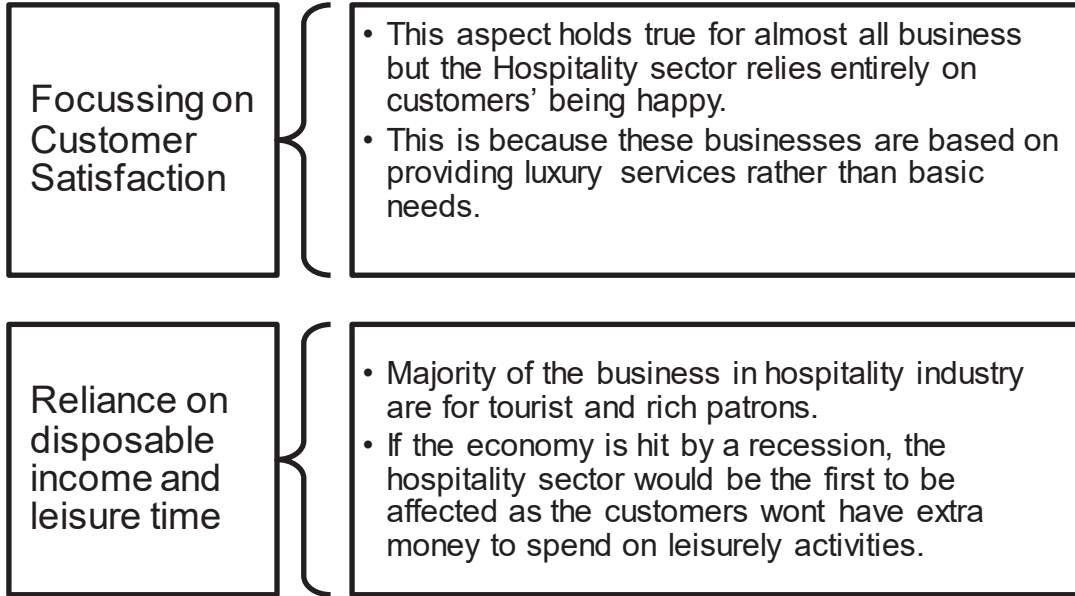 Focussing on
Customer
Satisfaction
• This aspect holds true for almost all business
but the Hospitality sector relies entirely on
customers’ being happy.
• This is because these businesses are based on
providing luxury services rather than basic
needs.
Reliance on
disposable
income and
leisure time
• Majority of the business in hospitality industry
are for tourist and rich patrons.
• If the economy is hit by a recession, the
hospitality sector would be the first to be
affected as the customers wont have extra
money to spend on leisurely activities.